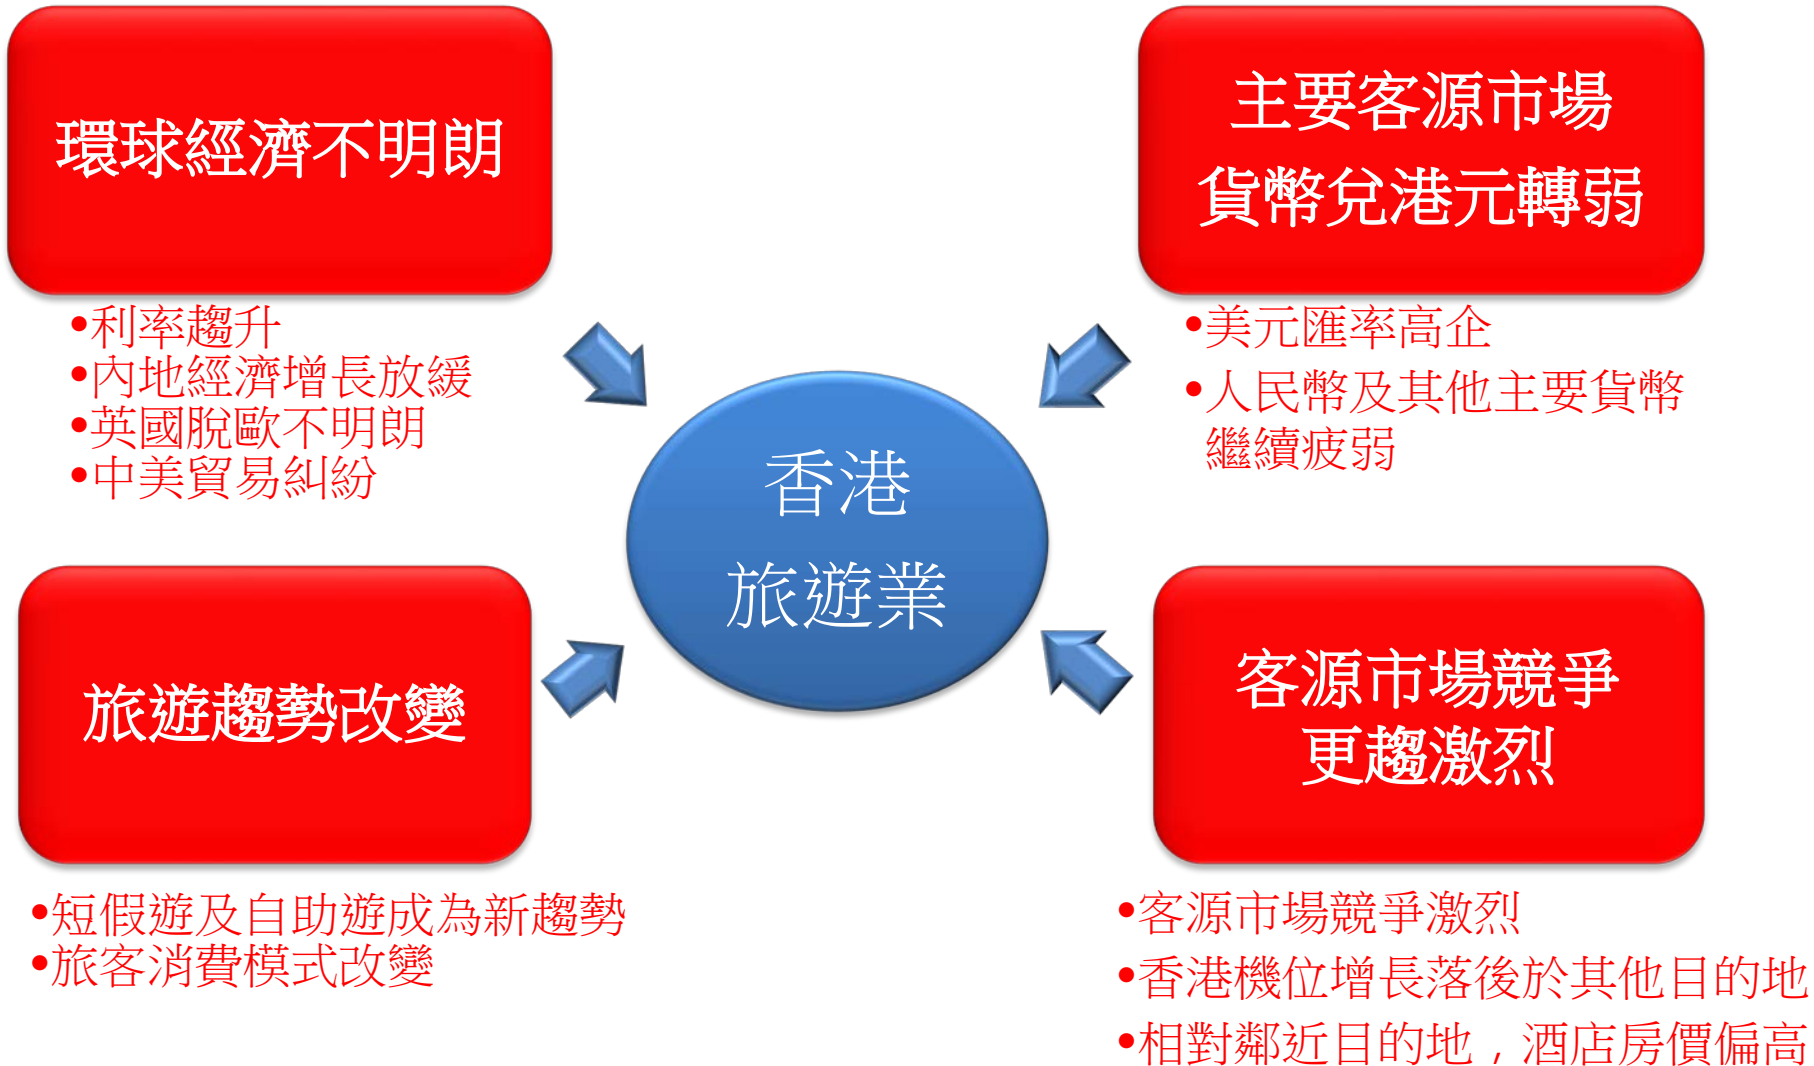 環球經濟不明朗
•利率趨升
•內地經濟增長放緩
•英國脫歐不明朗
•中美貿易糾紛
主要客源市場
貨幣兌港元轉弱
•美元匯率高企
•人民幣及其他主要貨幣
繼續疲弱
香港
旅遊業
旅遊趨勢改變
•短假遊及自助遊成為新趨勢
•旅客消費模式改變
客源市場競爭
更趨激烈
•客源市場競爭激烈
•香港機位增長落後於其他目的地
•相對鄰近目的地，酒店房價偏高